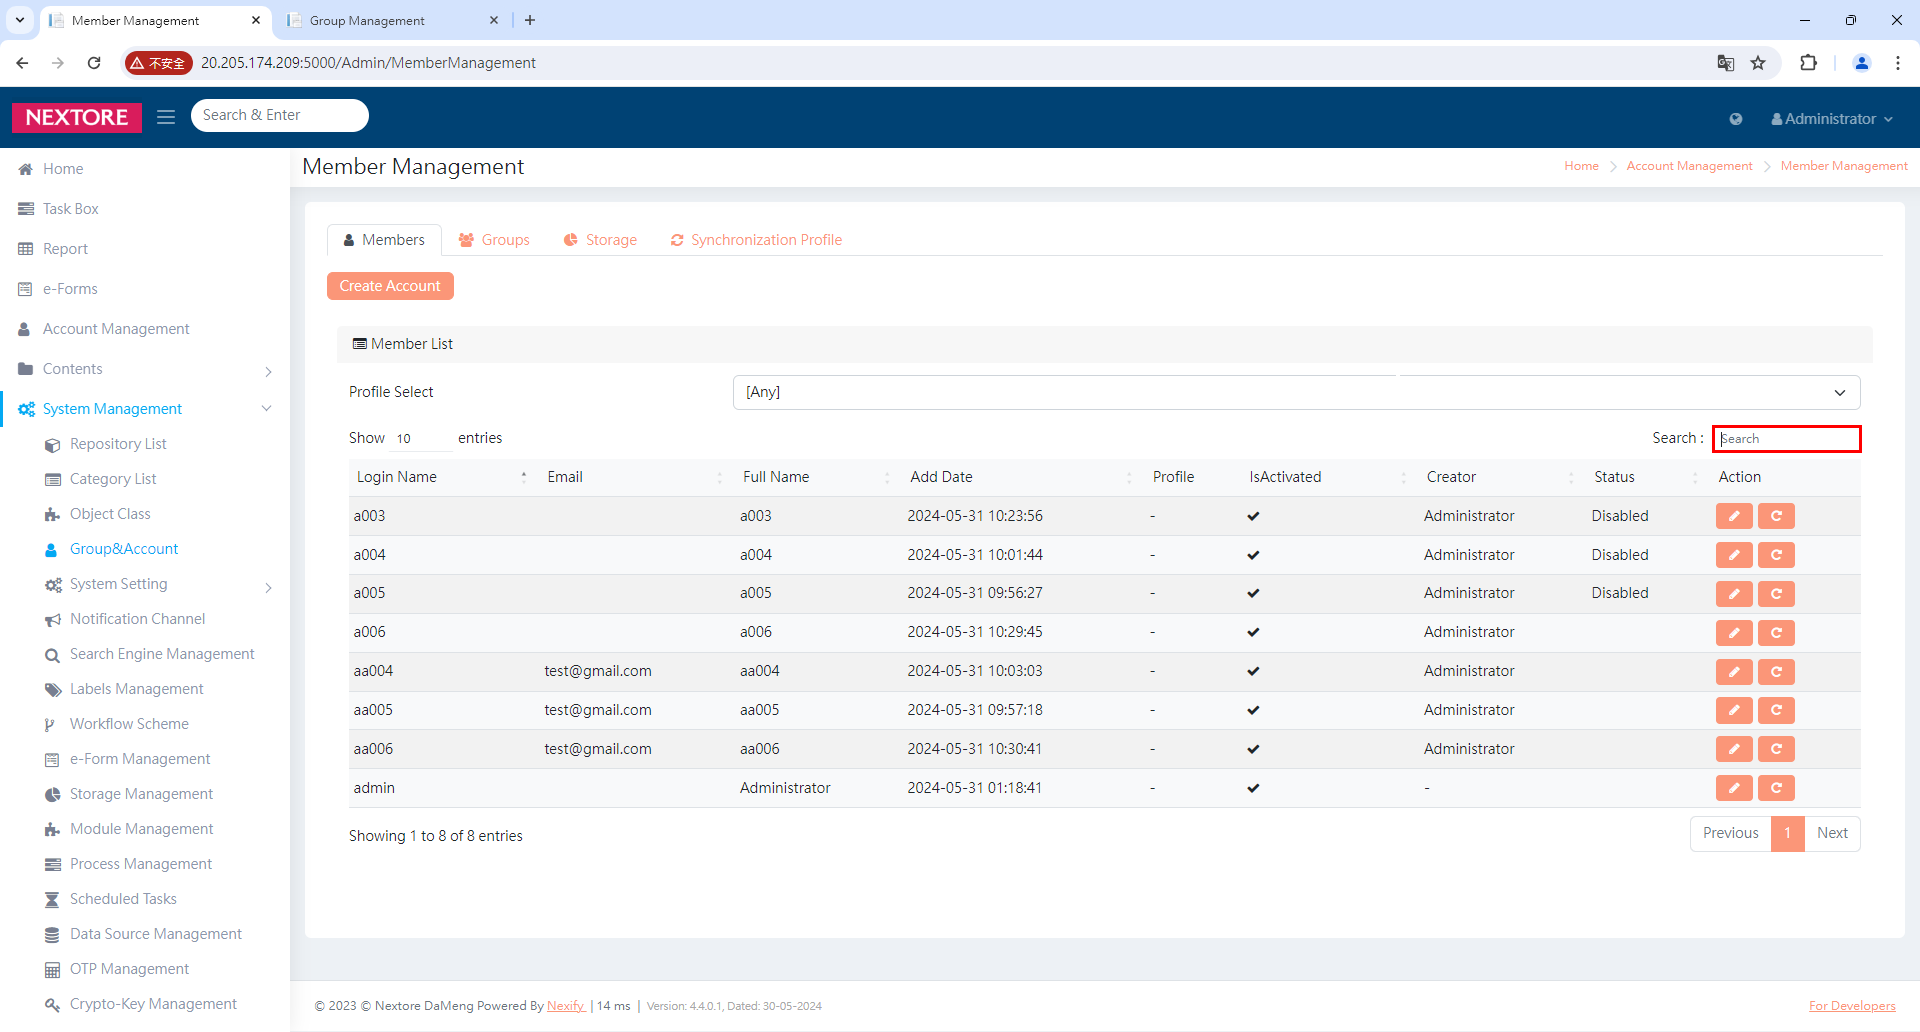 Member Management
Group Management
不安全
20.205.174.209:5000/Admin/MemberManagement
NEXTORE
Search & Enter
Administrator
Home
Task Box
Report
e-Forms
Account Management
Contents
System Management
Repository List
Category List
Object Class
Group&Account
System Setting
Notification Channel
Search Engine Management
Labels Management
Workflow Scheme
e-Form Management
Storage Management
Module Management
Process Management
Scheduled Tasks
Data Source Management
OTP Management
Crypto-Key Management
Member Management
Home > Account Management > Member Management
Members Groups Storage Synchronization Profile
Create Account
Member List
Profile Select [Any]
Show 10 entries Search : Search
Login Name Email Full Name Add Date Profile IsActivated Creator Status Action
a003 a003 2024-05-31 10:23:56 - ✔ Administrator Disabled
a004 a004 2024-05-31 10:01:44 - ✔ Administrator Disabled
a005 a005 2024-05-31 09:56:27 - ✔ Administrator Disabled
a006 a006 2024-05-31 10:29:45 - ✔ Administrator
aa004 test@gmail.com aa004 2024-05-31 10:03:03 - ✔ Administrator
aa005 test@gmail.com aa005 2024-05-31 09:57:18 - ✔ Administrator
aa006 test@gmail.com aa006 2024-05-31 10:30:41 - ✔ Administrator
admin Administrator 2024-05-31 01:18:41 - ✔ -
Showing 1 to 8 of 8 entries
Previous 1 Next
© 2023 © Nextore DaMeng Powered By Nexify | 14 ms | Version: 4.4.0.1, Dated: 30-05-2024
For Developers